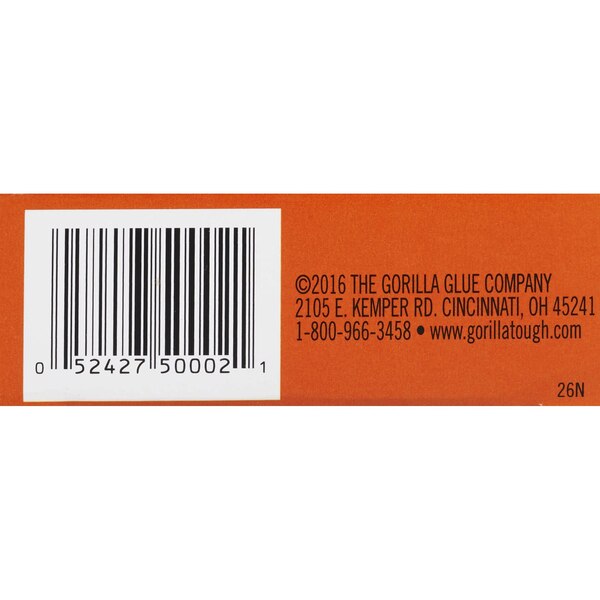 0 52427 50002 1
©2016 THE GORILLA GLUE COMPANY
2105 E. KEMPER RD. CINCINNATI, OH 45241
1-800-966-3458 • www.gorillatough.com
26N